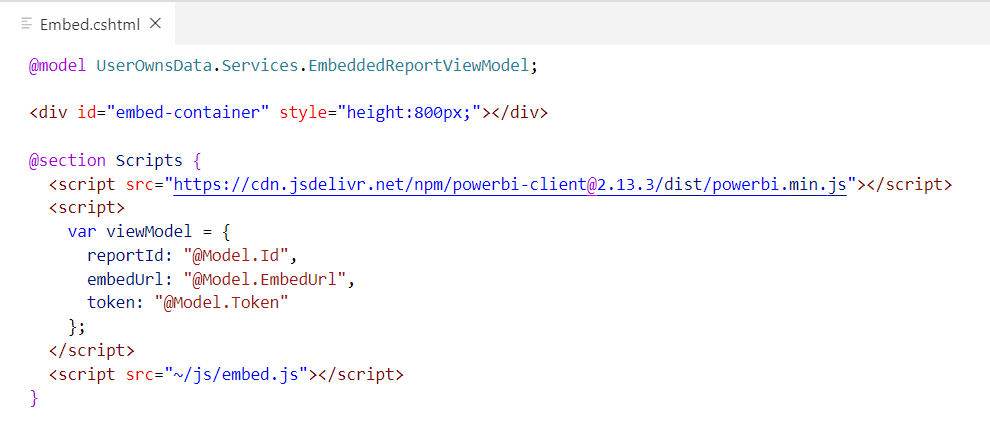 Embed.cshtml
@model UserOwnsData.Services.EmbeddedReportViewModel;
<div id="embed-container" style="height:800px;"></div>
@section Scripts {
<script src="https://cdn.jsdelivr.net/npm/powerbi-client@2.13.3/dist/powerbi.min.js"></script>
<script>
var viewModel = {
reportId: "@Model.Id",
embedUrl: "@Model.EmbedUrl",
token: "@Model.Token"
};
</script>
<script src="~/js/embed.js"></script>
}